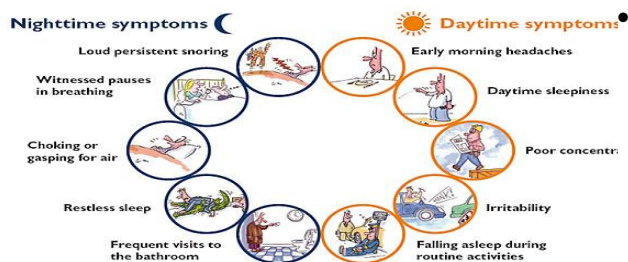 Nighttime symptoms
Daytime symptoms
Loud persistent snoring
Early morning headaches
Witnessed pauses
in breathing
Daytime sleepiness
Choking or
gasping for air
Poor concentra
Restless sleep
Irritability
Frequent visits to
the bathroom
Falling asleep during
routine activities